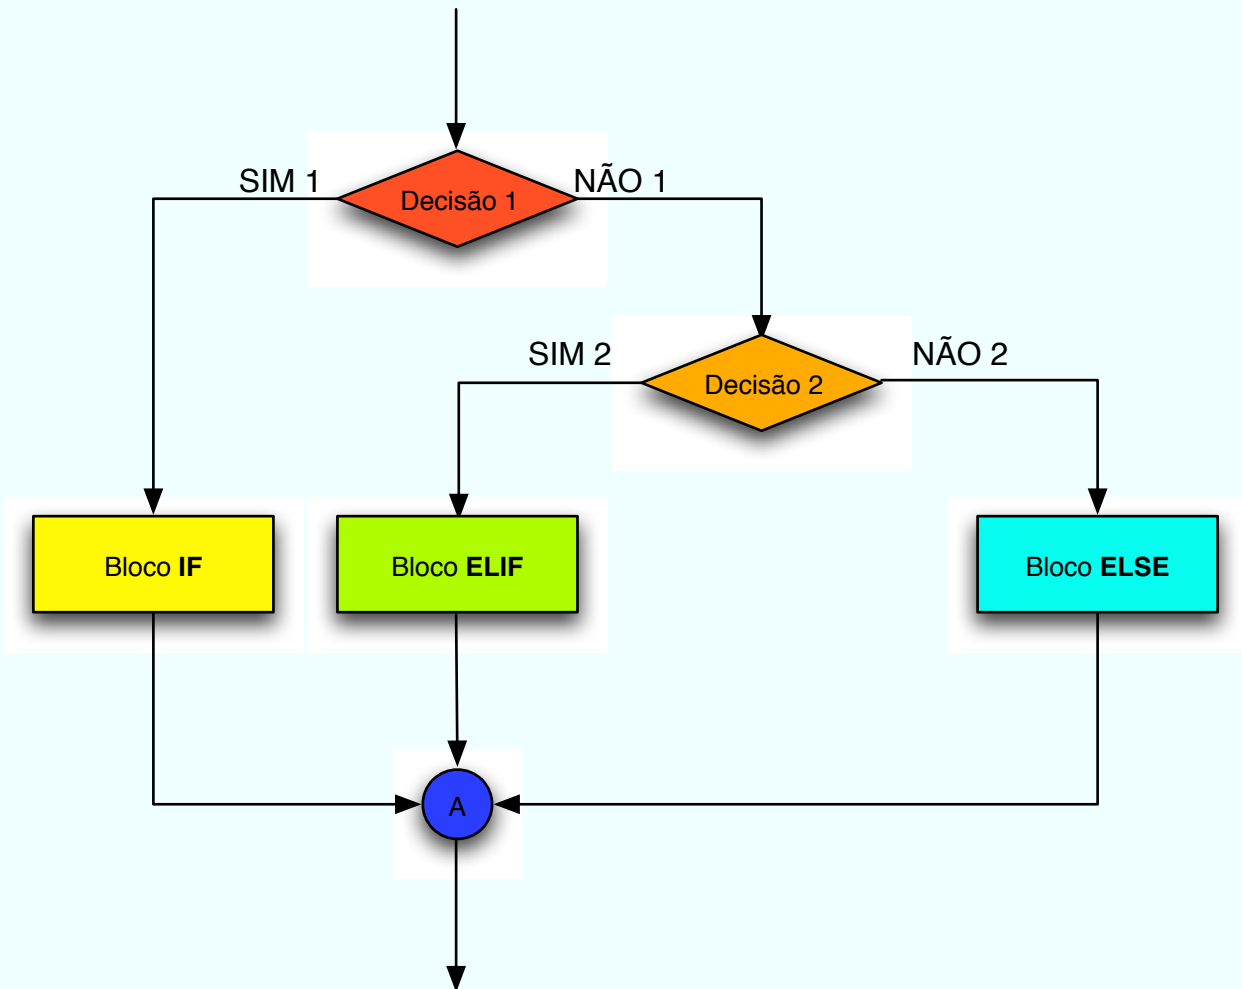 SIM 1
Decisão 1
NÃO 1
SIM 2
Decisão 2
NÃO 2
Bloco IF
Bloco ELIF
Bloco ELSE
A